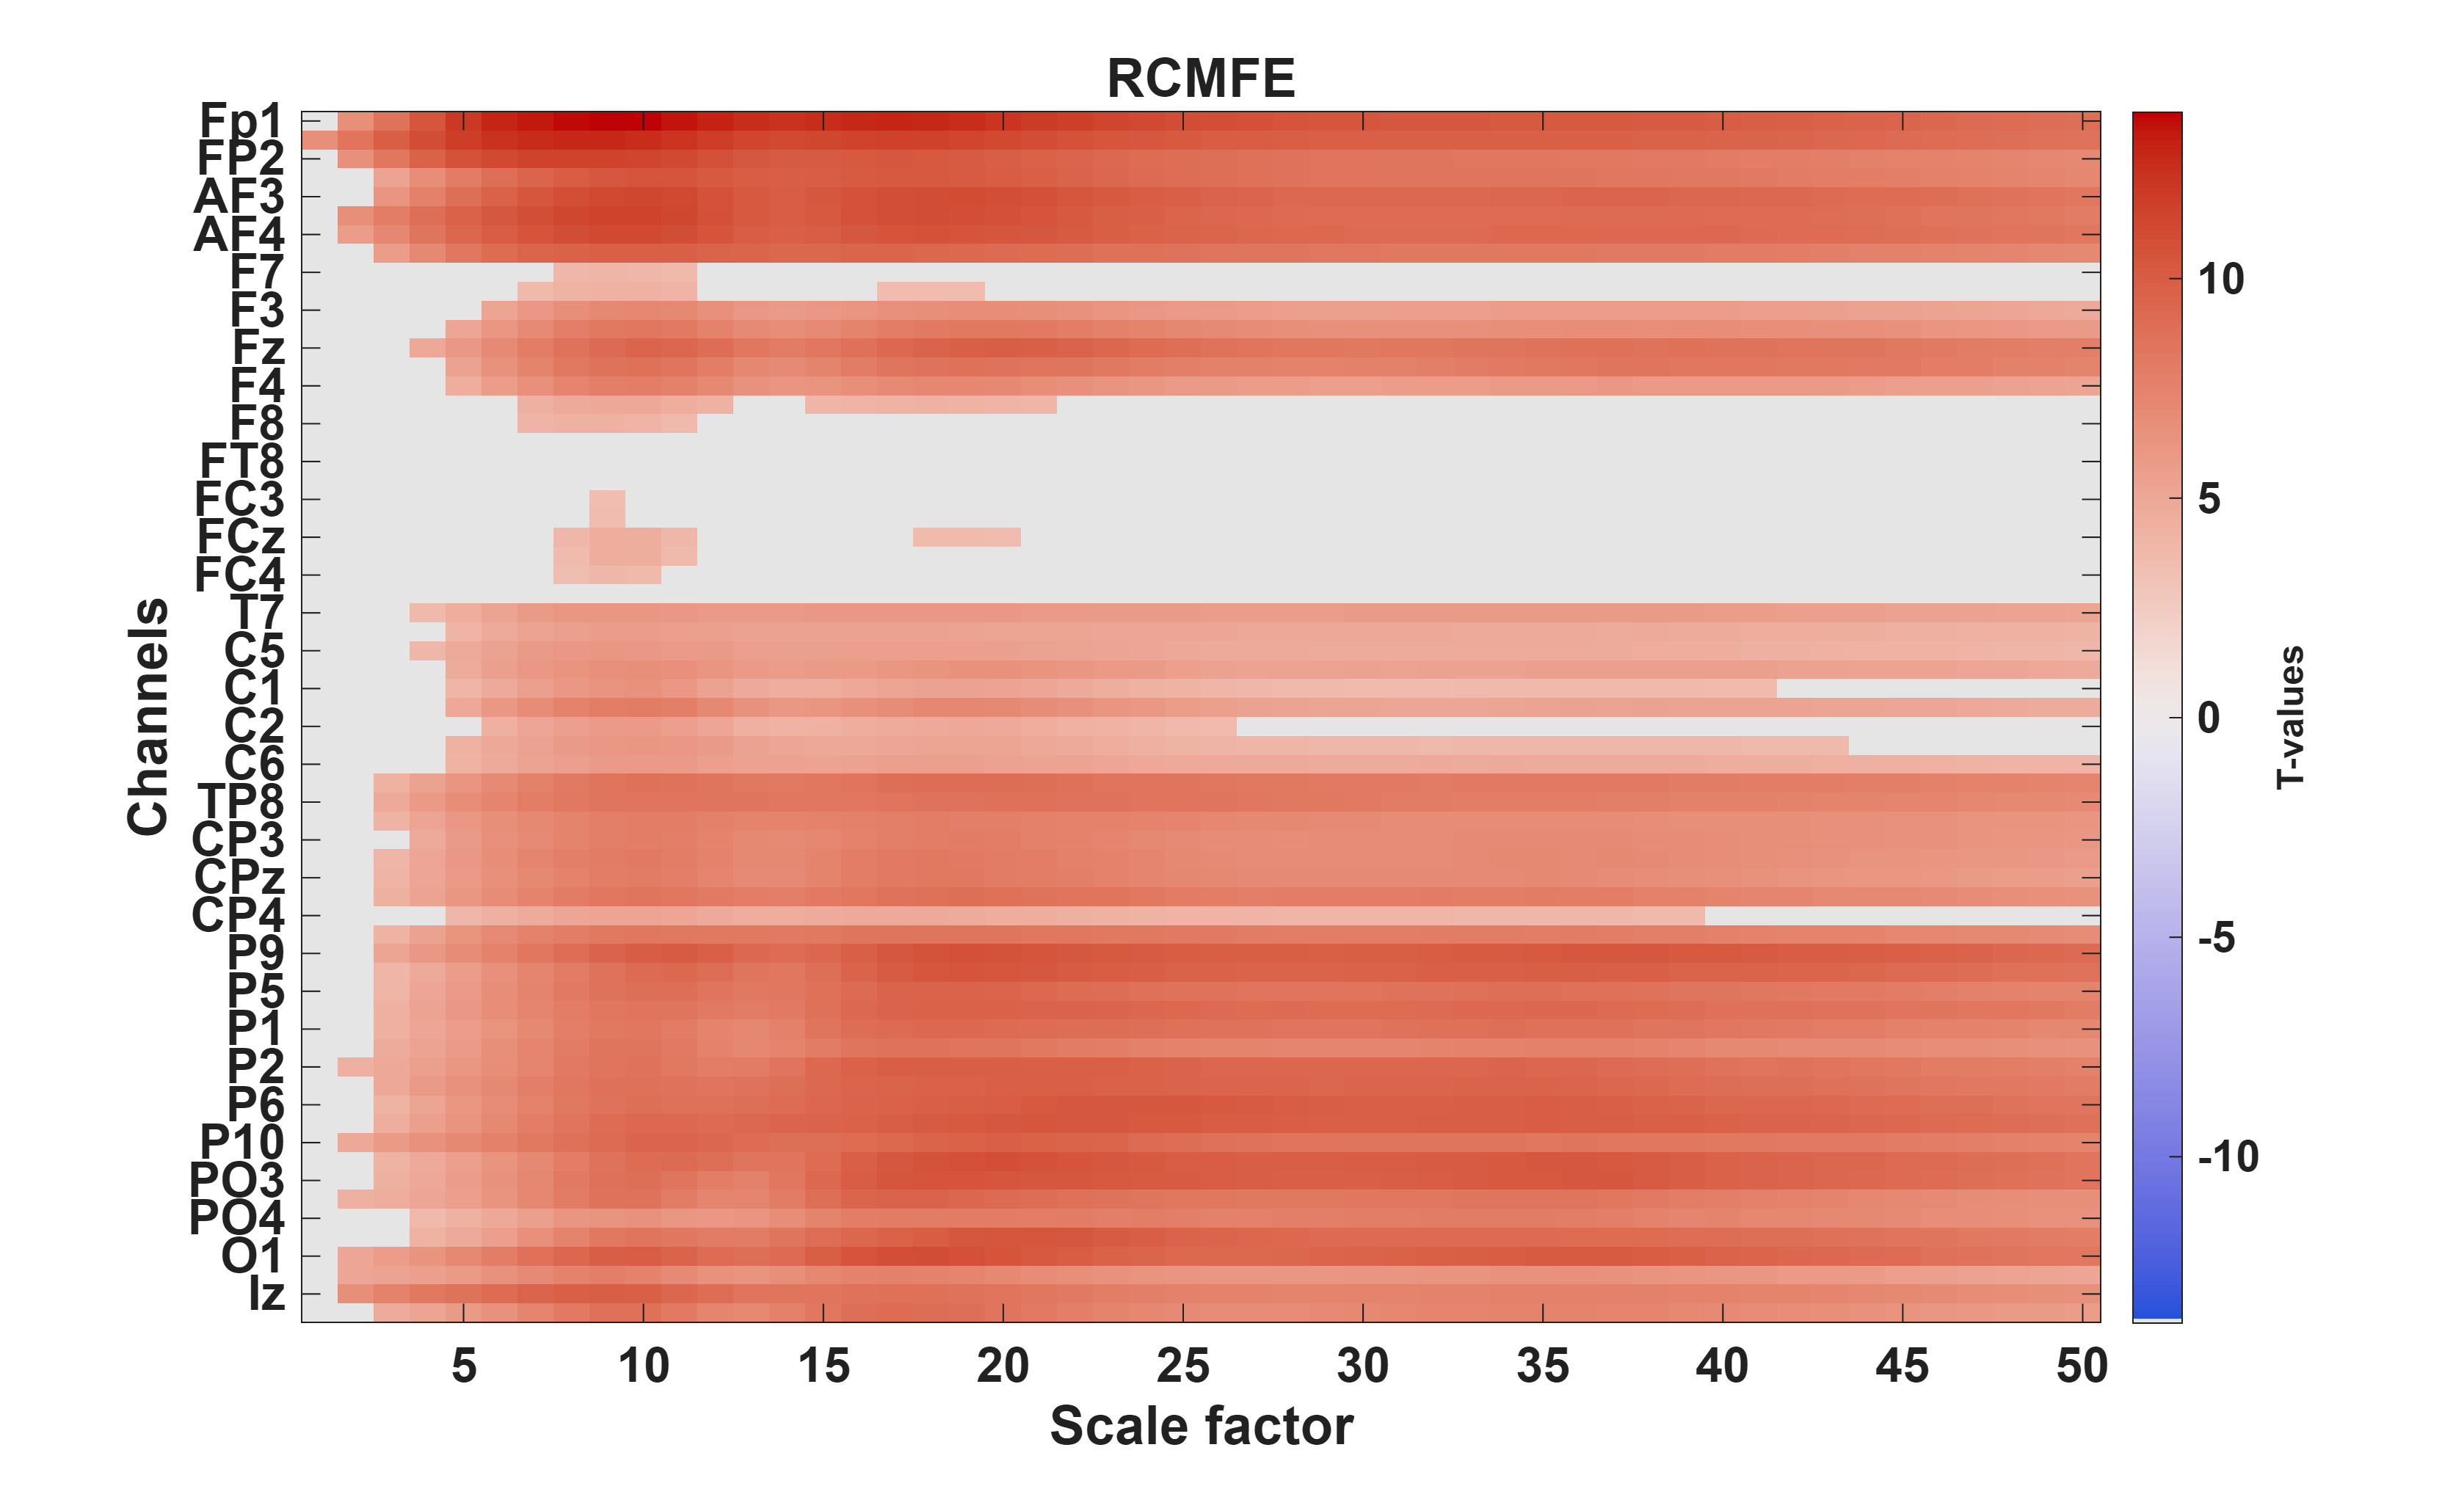 RCMFE
Fp1
FP2
AF3
AF4
F7
F3
Fz
F4
F8
FT8
FC3
FCz
FC4
T7
C5
C1
C2
C6
TP8
CP3
CPz
CP4
P9
P5
P1
P2
P6
P10
PO3
PO4
O1
Iz
Channels
5 10 15 20 25 30 35 40 45 50
Scale factor
10
5
0
-5
-10
T-values